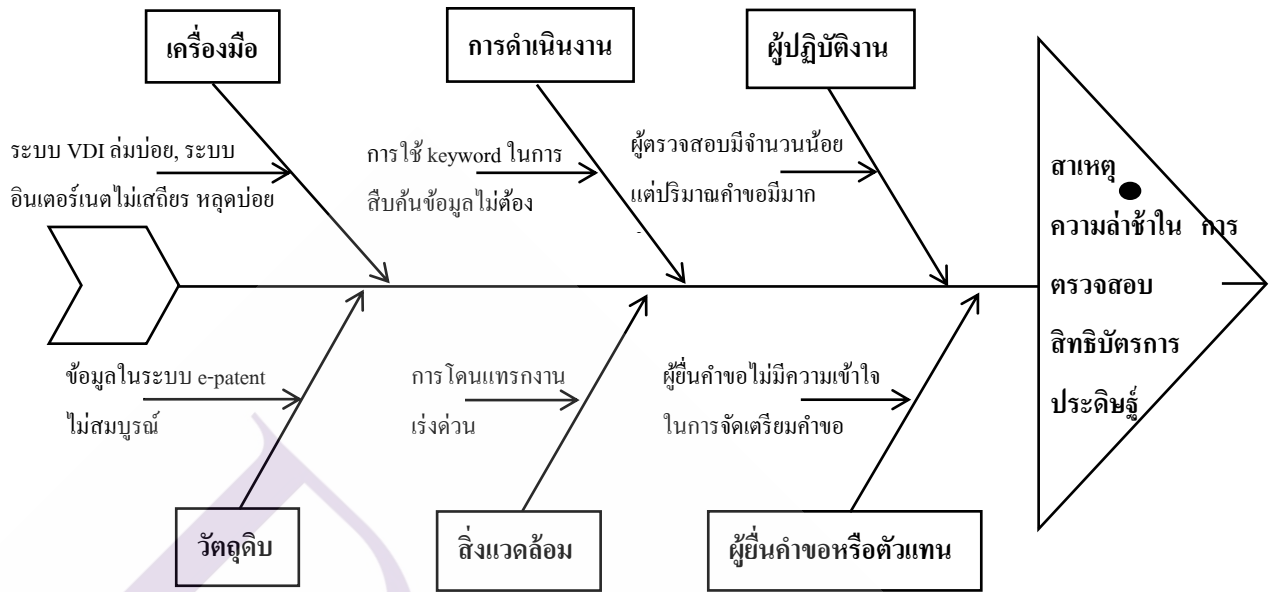 เครื่องมือ
การดำเนินงาน
ผู้ปฏิบัติงาน
ระบบ VDI ล่มบ่อย, ระบบ
อินเตอร์เนตไม่เสถียร หลุดบ่อย
การใช้ keyword ในการ
สืบค้นข้อมูลไม่ต้อง
ผู้ตรวจสอบมีจำนวนน้อย
แต่ปริมาณคำขอมีมาก
สาเหตุ
ความล่าช้าใน การ
ตรวจสอบ
สิทธิบัตรการ
ประดิษฐ์
ข้อมูลในระบบ e-patent
ไม่สมบูรณ์
การโดนแทรกงาน
เร่งด่วน
ผู้ยื่นคำขอไม่มีความเข้าใจ
ในการจัดเตรียมคำขอ
วัตถุดิบ
สิ่งแวดล้อม
ผู้ยื่นคำขอหรือตัวแทน